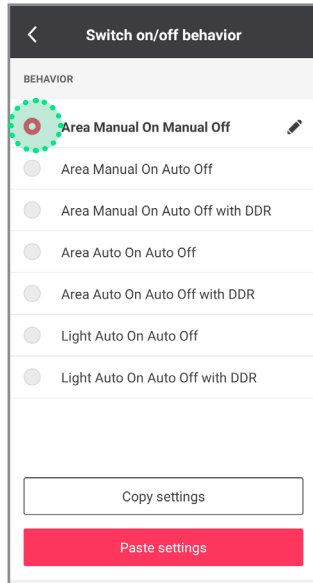 Switch on/off behavior
BEHAVIOR
Area Manual On Manual Off
Area Manual On Auto Off
Area Manual On Auto Off with DDR
Area Auto On Auto Off
Area Auto On Auto Off with DDR
Light Auto On Auto Off
Light Auto On Auto Off with DDR
Copy settings
Paste settings